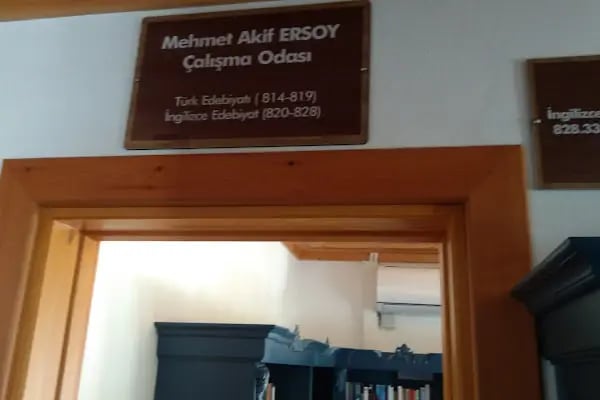 Mehmet Akif ERSOY
Çalışma Odası
Türk Edebiyatı ( 814-819)
İngilizce Edebiyat (820-828)
İngilizce
828.33